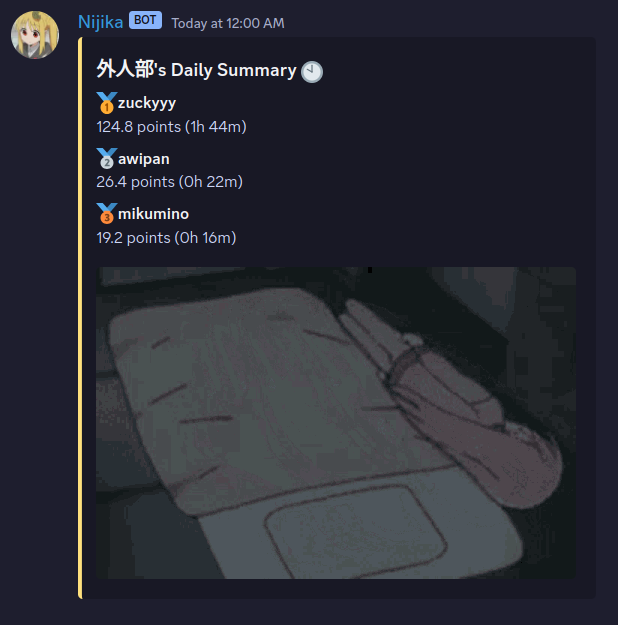 Nijika BOT Today at 12:00 AM
外人部's Daily Summary 🕙
🥇zuckyyy
124.8 points (1h 44m)
🥈awipan
26.4 points (0h 22m)
🥉mikumino
19.2 points (0h 16m)